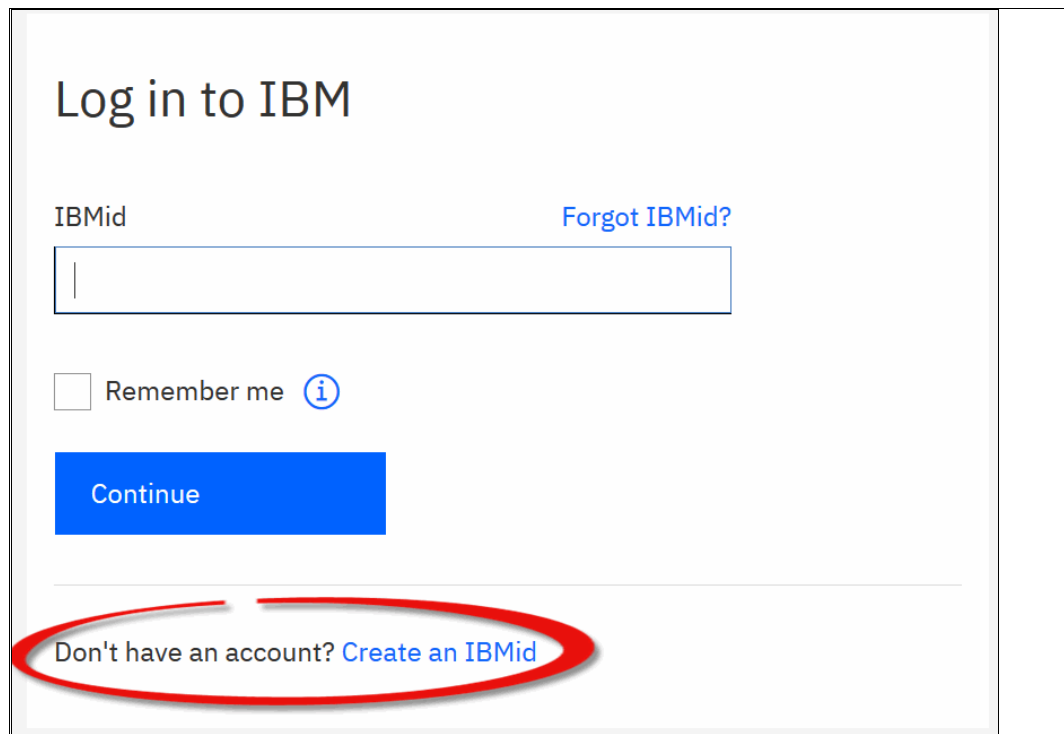 Log in to IBM
IBMid Forgot IBMid?
Remember me
Continue
Don't have an account? Create an IBMid